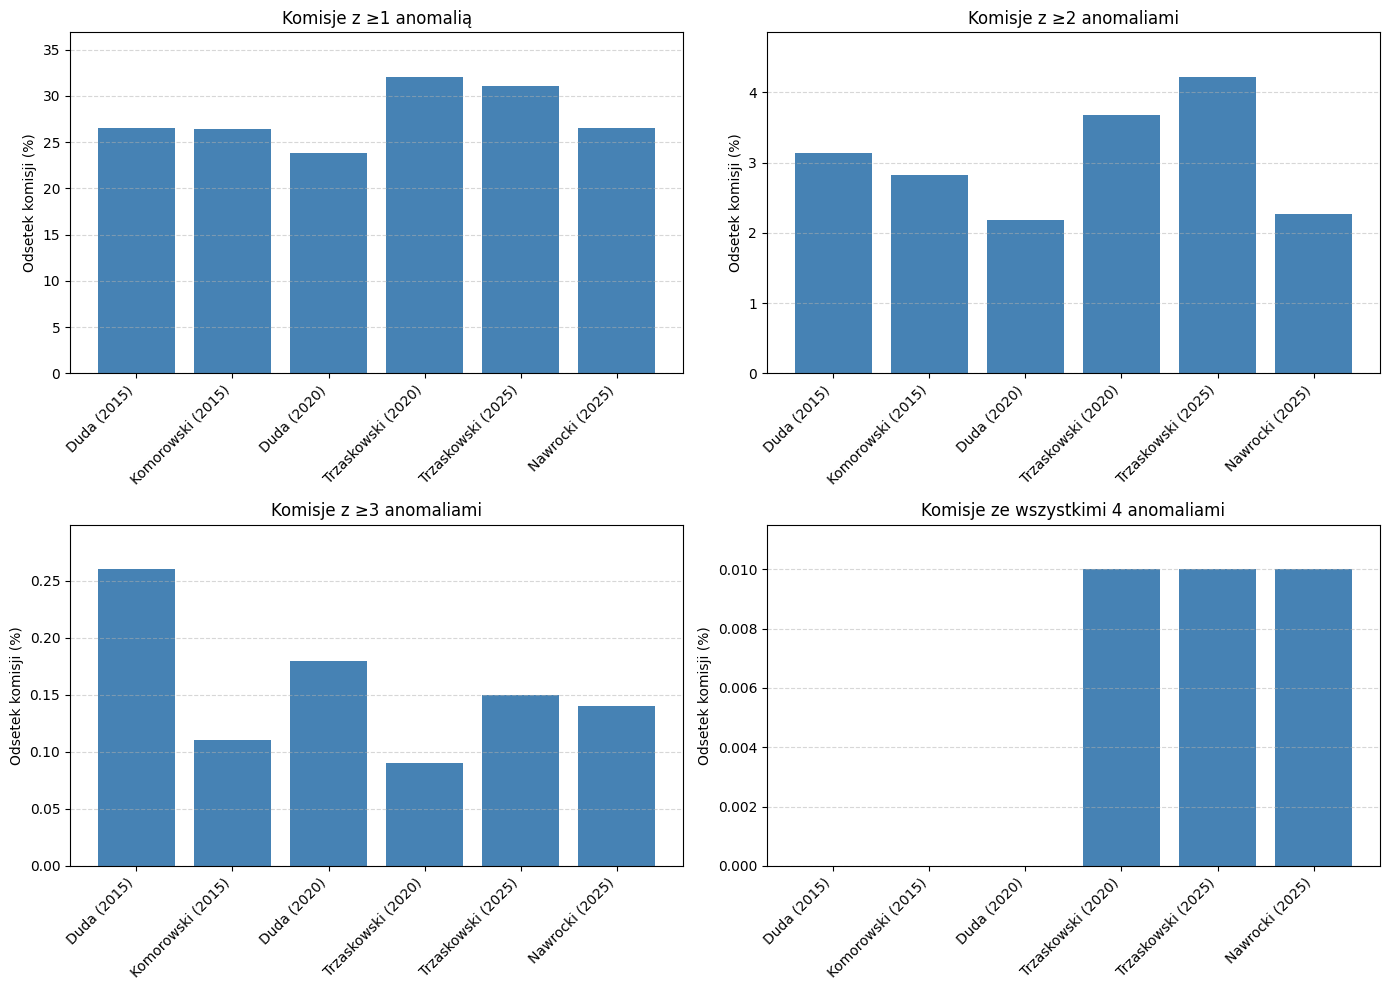 Komisje z ≥1 anomalią
Odsetek komisji (%)
35
30
25
20
15
10
5
0
Duda (2015)
Komorowski (2015)
Duda (2020)
Trzaskowski (2020)
Trzaskowski (2025)
Nawrocki (2025)
Komisje z ≥2 anomaliami
Odsetek komisji (%)
4
3
2
1
0
Duda (2015)
Komorowski (2015)
Duda (2020)
Trzaskowski (2020)
Trzaskowski (2025)
Nawrocki (2025)
Komisje z ≥3 anomaliami
Odsetek komisji (%)
0.25
0.20
0.15
0.10
0.05
0.00
Duda (2015)
Komorowski (2015)
Duda (2020)
Trzaskowski (2020)
Trzaskowski (2025)
Nawrocki (2025)
Komisje ze wszystkimi 4 anomaliami
Odsetek komisji (%)
0.010
0.008
0.006
0.004
0.002
0.000
Duda (2015)
Komorowski (2015)
Duda (2020)
Trzaskowski (2020)
Trzaskowski (2025)
Nawrocki (2025)